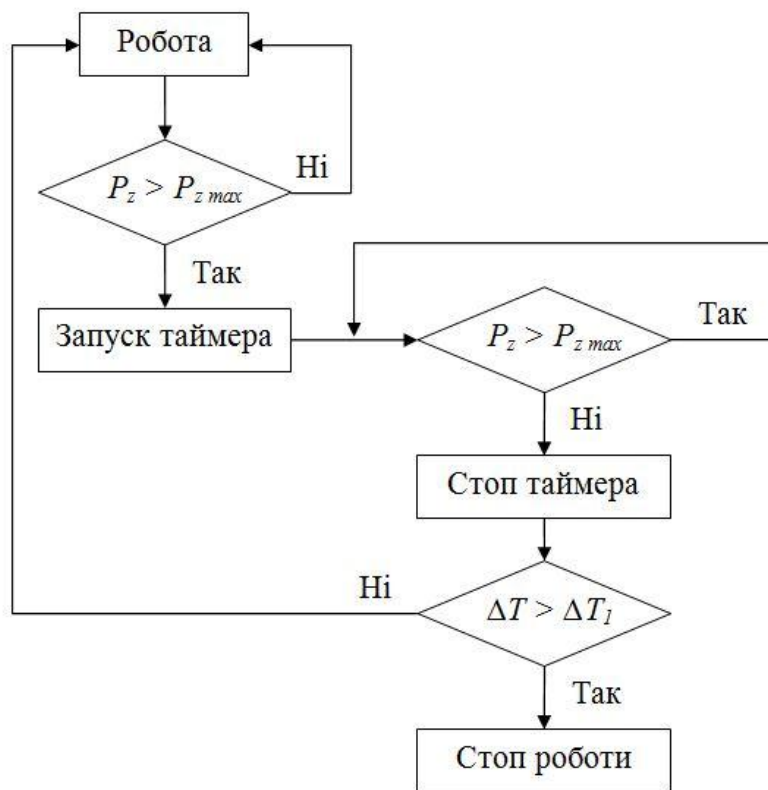 Робота
Ні
P_z > P_z max
Так
Запуск таймера
P_z > P_z max
Так
Ні
Стоп таймера
Ні
ΔT > ΔT_1
Так
Стоп роботи